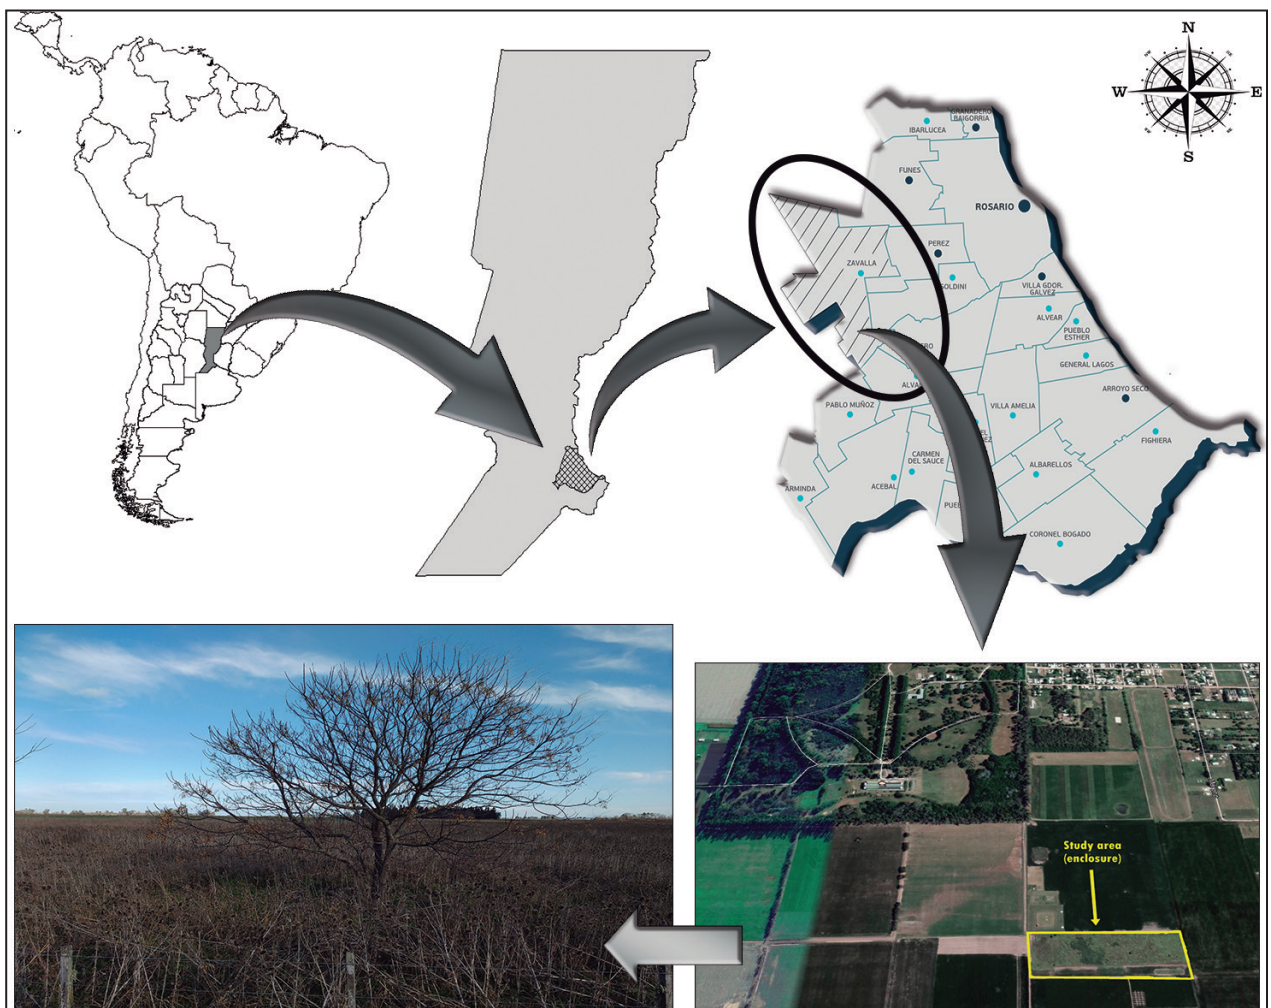 N
W
E
S
GRANADERO
BAIGORRIA
IBARLUCEA
FUNES
ROSARIO
PEREZ
ZAVALLA
SOLDINI
VILLA GDOR.
GÁLVEZ
ALVEAR
PUEBLO
ESTHER
GENERAL LAGOS
ARROYO SECO
PABLO MUÑOZ
VILLA AMELIA
FIGHIERA
CARMEN
DEL SAUCE
ALBARELLOS
ACEBAL
ARMINDA
CORONEL BOGADO
Study area
(enclosure)